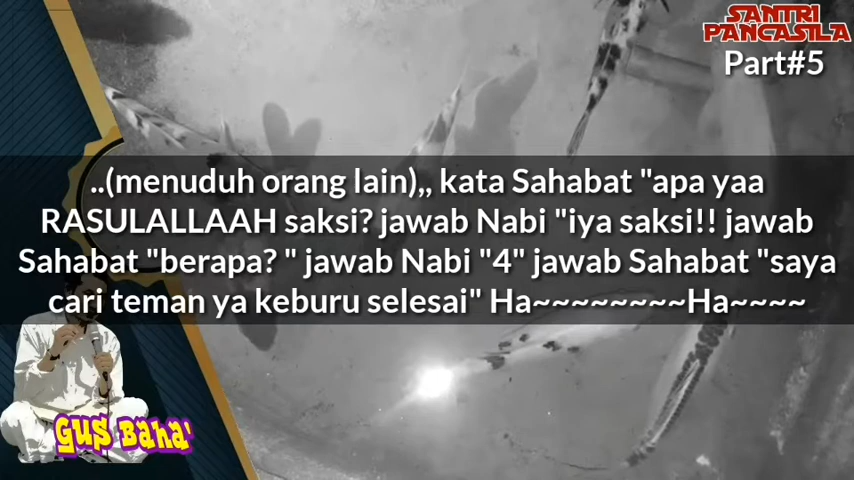 SANTRI
PANCASILA
Part#5
..(menuduh orang lain),, kata Sahabat "apa yaa
RASULALLAAH saksi? jawab Nabi "iya saksi!! jawab
Sahabat "berapa? " jawab Nabi "4" jawab Sahabat "saya
cari teman ya keburu selesai" Ha~~~~~~~~Ha~~~~
GUS BaHa'